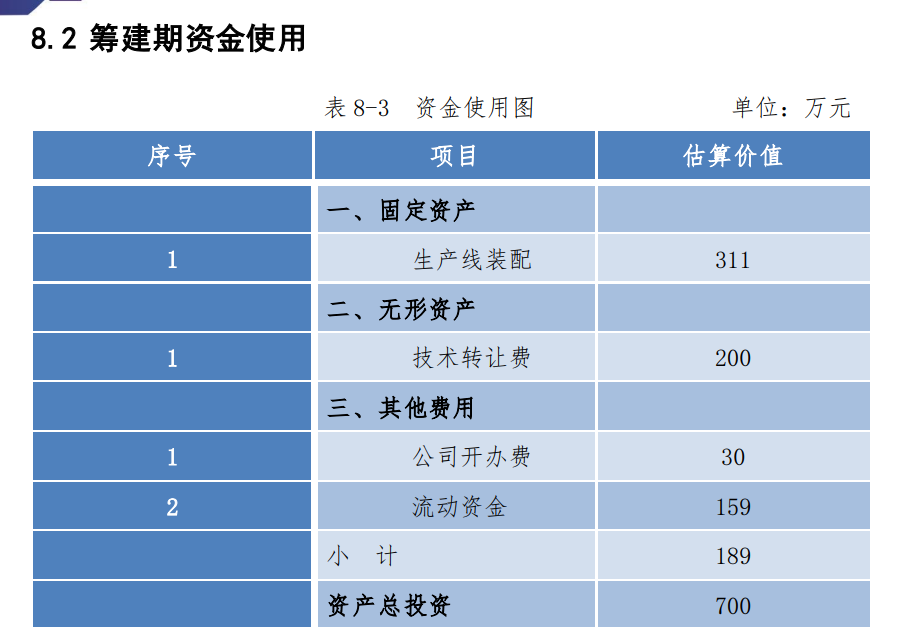 8.2 筹建期资金使用
表 8-3 资金使用图 单位：万元
序号 项目 估算价值
一、固定资产
1 生产线装配 311
二、无形资产
1 技术转让费 200
三、其他费用
1 公司开办费 30
2 流动资金 159
小 计 189
资产总投资 700